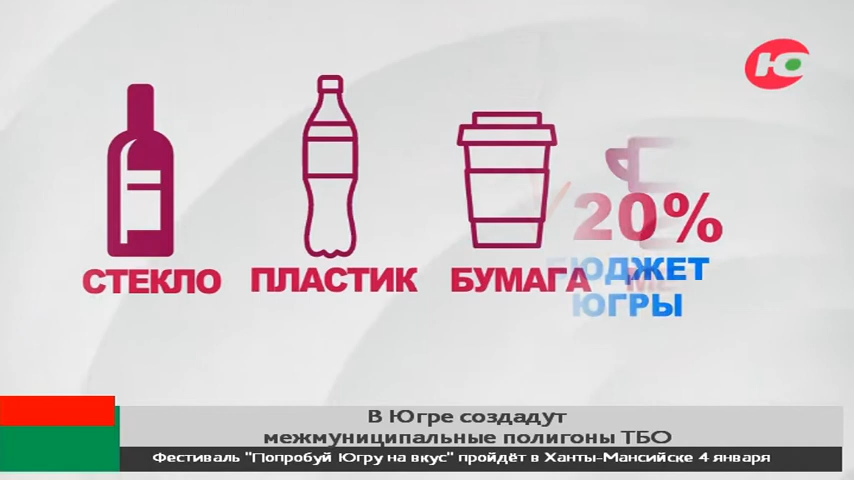 Ю
20%
СТЕКЛО ПЛАСТИК БУМАГА
БЮДЖЕТ
ЮГРЫ
В Югре создадут
межмуниципальные полигоны ТБО
Фестиваль "Попробуй Югру на вкус" пройдёт в Ханты-Мансийске 4 января